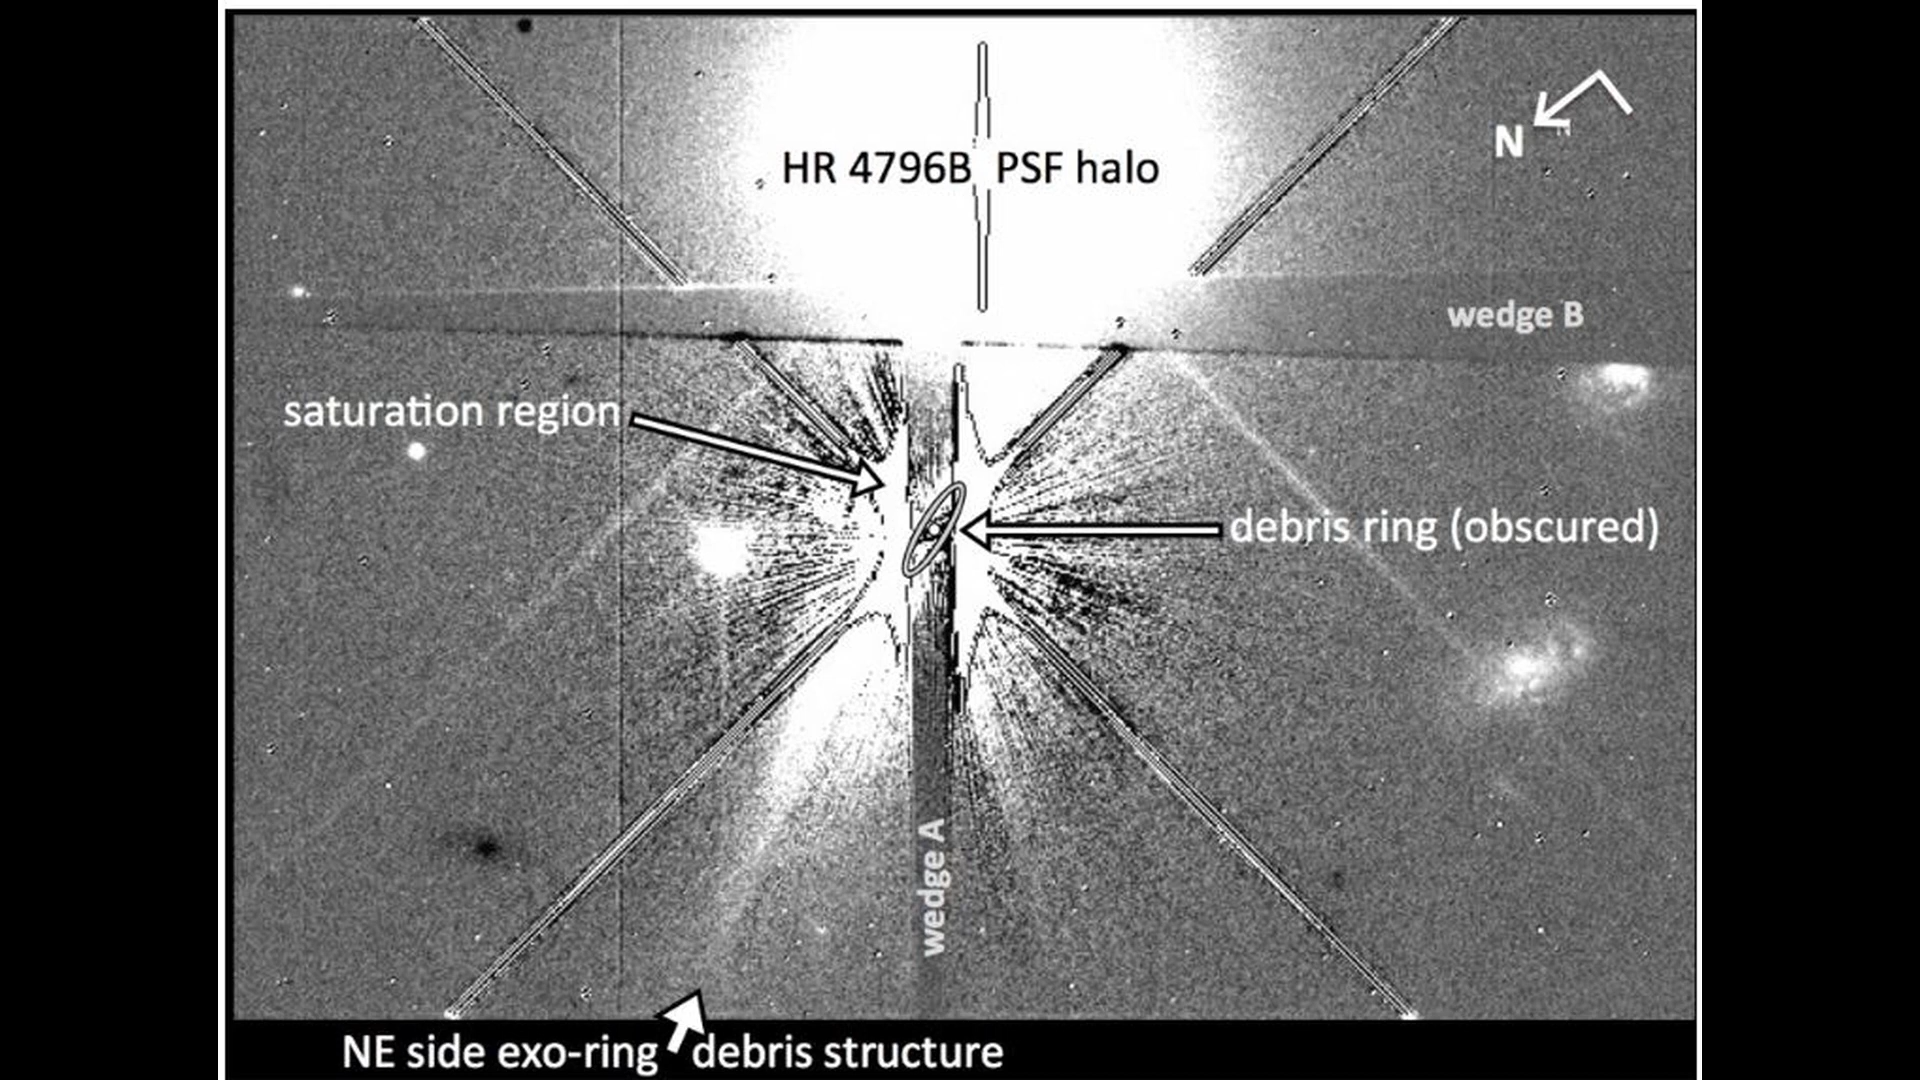 HR 4796B PSF halo
N
N
wedge B
saturation region
debris ring (obscured)
wedge A
NE side exo-ring debris structure